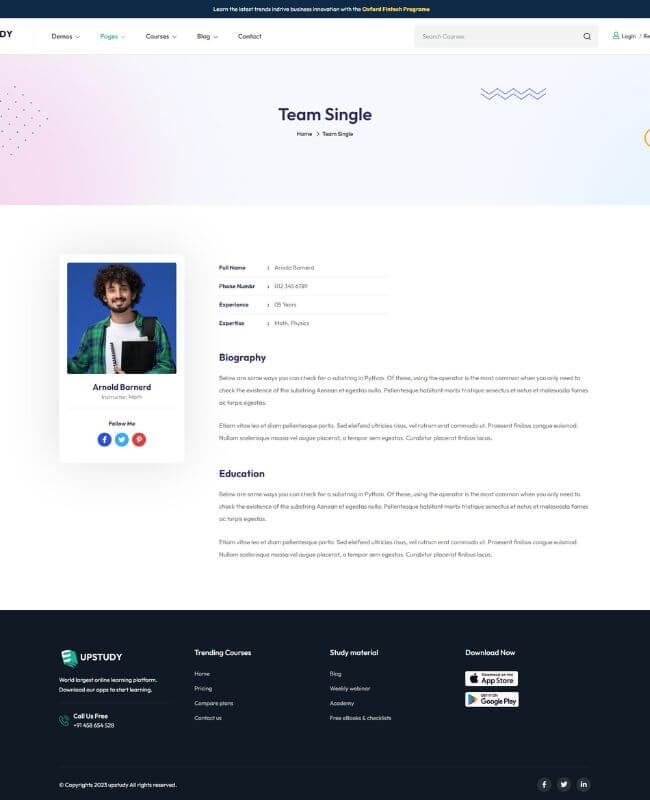 Learn the latest trends indrive business innovation with the Oxford Fintech Programe
DY
Demos Pages Courses Blog Contact
Search Courses
Login / Re
Team Single
Home > Team Single
Arnold Barnerd
Instructer, Math
Follow Me
Full Name : Arnold Barnerd
Phone Numbr : 012 345 6789
Experience : 05 Years
Expertise : Math, Physics
Biography
Below are some ways you can check for a substring in Python. Of these, using the operator is the most common when you only need to
check the existence of the substring Aenean et egestas nulla. Pellentesque habitant morbi tristique senectus et netus et malesuada fames
ac turpis egestas.
Etiam vitae leo et diam pellentesque porta. Sed eleifend ultricies risus, vel rutrum erat commodo ut. Praesent finibus congue euismod.
Nullam scelerisque massa vel augue placerat, a tempor sem egestas. Curabitur placerat finibus lacus.
Education
Below are some ways you can check for a substring in Python. Of these, using the operator is the most common when you only need to
check the existence of the substring Aenean et egestas nulla. Pellentesque habitant morbi tristique senectus et netus et malesuada fames
ac turpis egestas.
Etiam vitae leo et diam pellentesque porta. Sed eleifend ultricies risus, vel rutrum erat commodo ut. Praesent finibus congue euismod.
Nullam scelerisque massa vel augue placerat, a tempor sem egestas. Curabitur placerat finibus lacus.
UPSTUDY
World largest online learning platform.
Download our apps to start learning.
Call Us Free
+91 458 654 528
Trending Courses
Home
Pricing
Compare plans
Contact us
Study material
Blog
Weekly webinar
Academy
Free eBooks & checklists
Download Now
Download on the
App Store
GET IT ON
Google Play
© Copyrights 2023 upstudy All rights reserved.